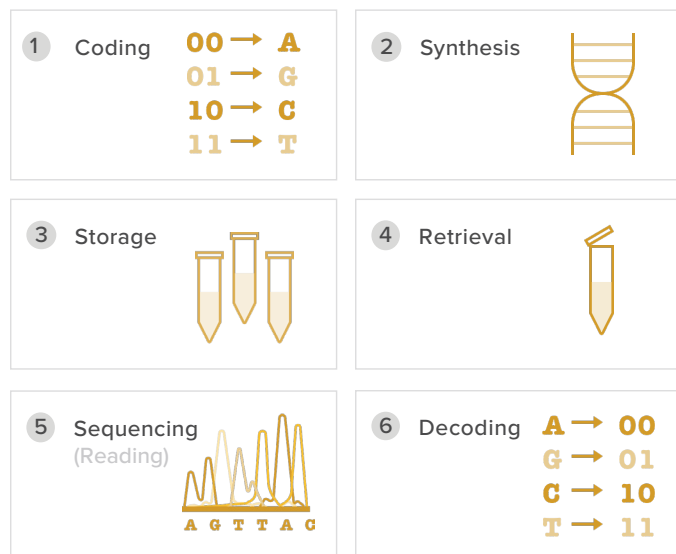 1 Coding
00 → A
01 → G
10 → C
11 → T
2 Synthesis
3 Storage
4 Retrieval
5 Sequencing
(Reading)
A G T T A C
6 Decoding
A → 00
G → 01
C → 10
T → 11